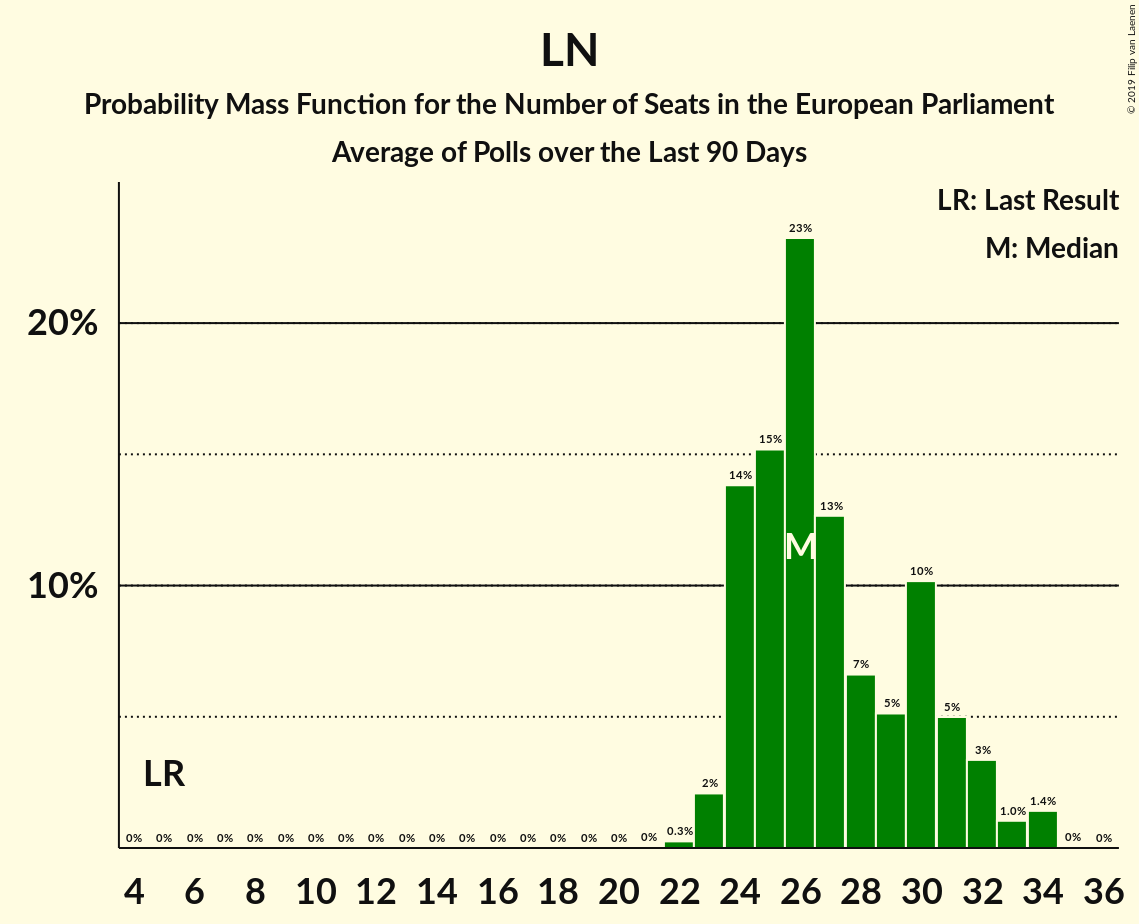 LN
Probability Mass Function for the Number of Seats in the European Parliament
Average of Polls over the Last 90 Days
© 2019 Filip van Laenen
LR: Last Result
M: Median
20%
10%
LR
M
0% 0% 0% 0% 0% 0% 0% 0% 0% 0% 0% 0% 0% 0% 0% 0% 0% 0% 0.3% 2% 14% 15% 23% 13% 7% 5% 10% 5% 3% 1.0% 1.4% 0% 0%
4 6 8 10 12 14 16 18 20 22 24 26 28 30 32 34 36